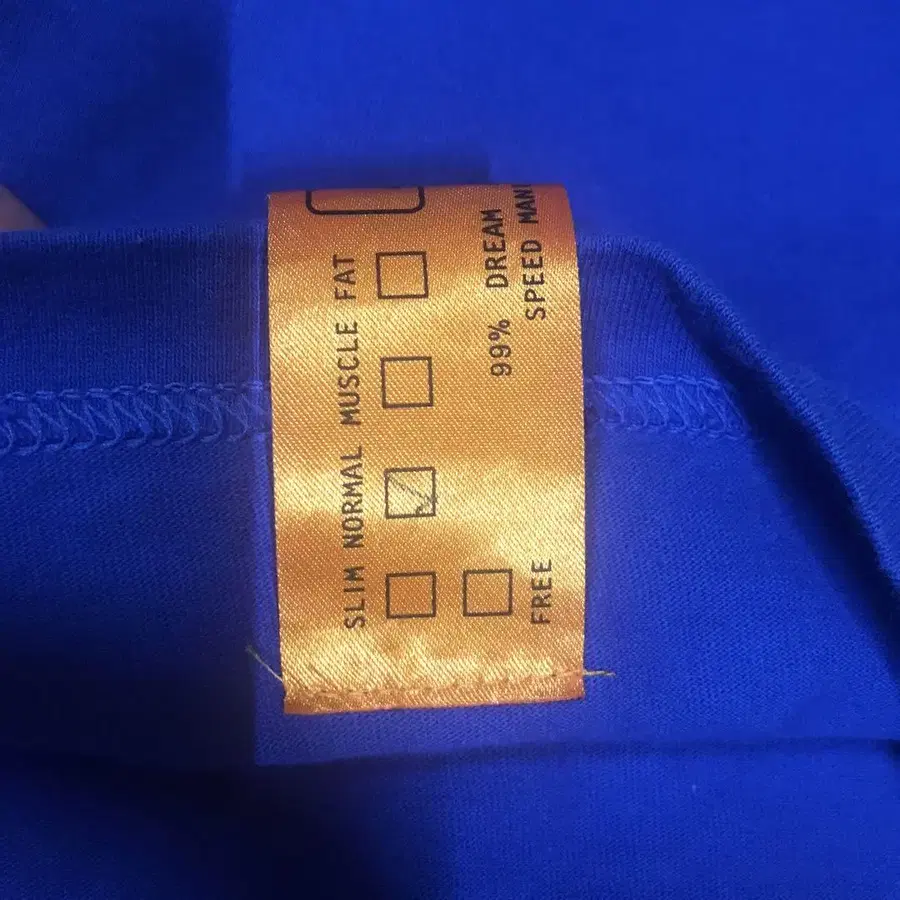 SLIM NORMAL MUSCLE FAT
99% DREAM
SPEED
FREE